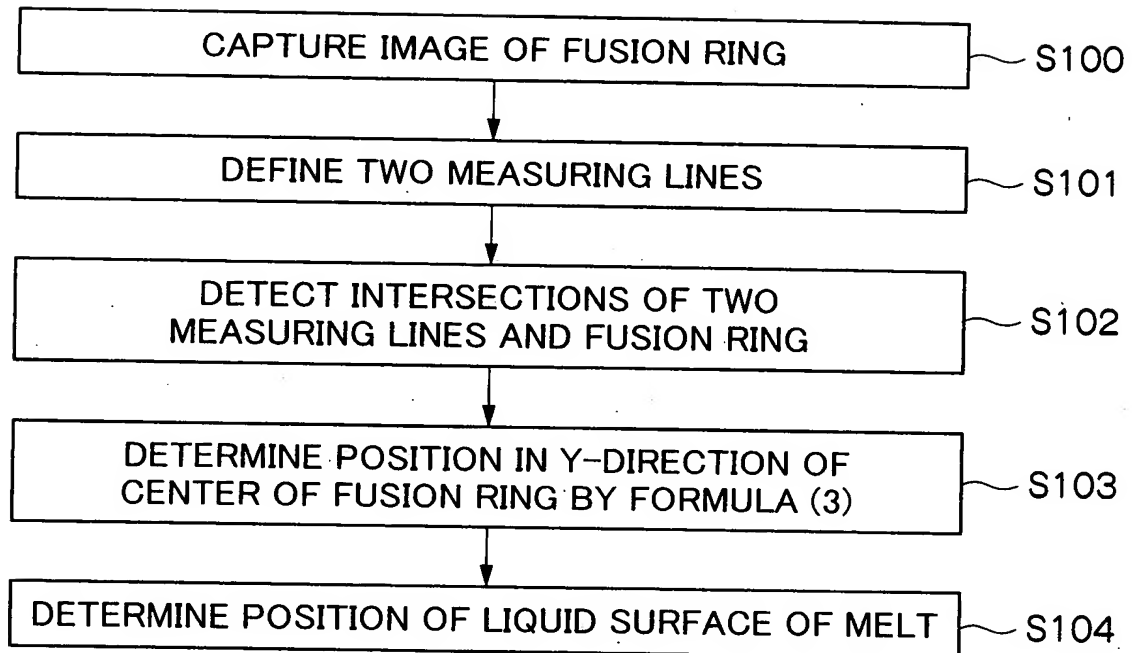 CAPTURE IMAGE OF FUSION RING
S100
DEFINE TWO MEASURING LINES
S101
DETECT INTERSECTIONS OF TWO
MEASURING LINES AND FUSION RING
S102
DETERMINE POSITION IN Y-DIRECTION OF
CENTER OF FUSION RING BY FORMULA (3)
S103
DETERMINE POSITION OF LIQUID SURFACE OF MELT
S104